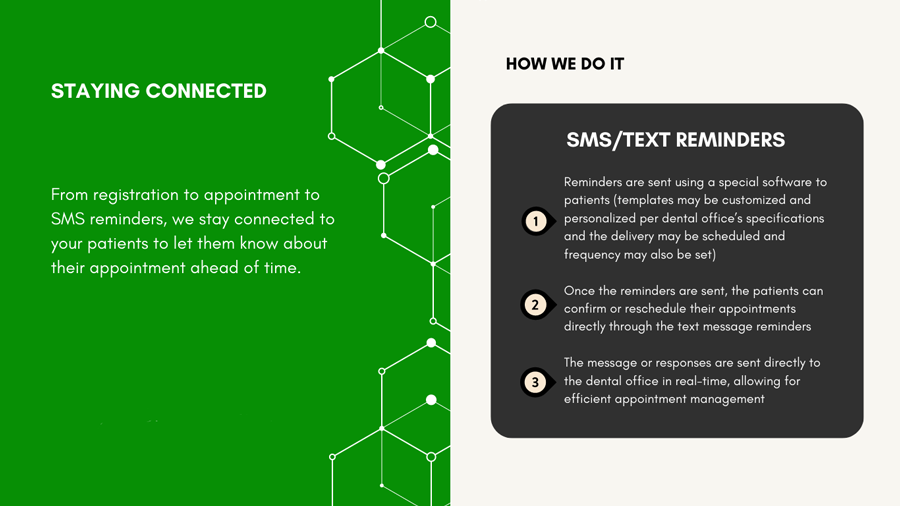 STAYING CONNECTED
From registration to appointment to
SMS reminders, we stay connected to
your patients to let them know about
their appointment ahead of time.
HOW WE DO IT
SMS/TEXT REMINDERS
1
Reminders are sent using a special software to
patients (templates may be customized and
personalized per dental office's specifications
and the delivery may be scheduled and
frequency may also be set)
2
Once the reminders are sent, the patients can
confirm or reschedule their appointments
directly through the text message reminders
3
The message or responses are sent directly to
the dental office in real-time, allowing for
efficient appointment management